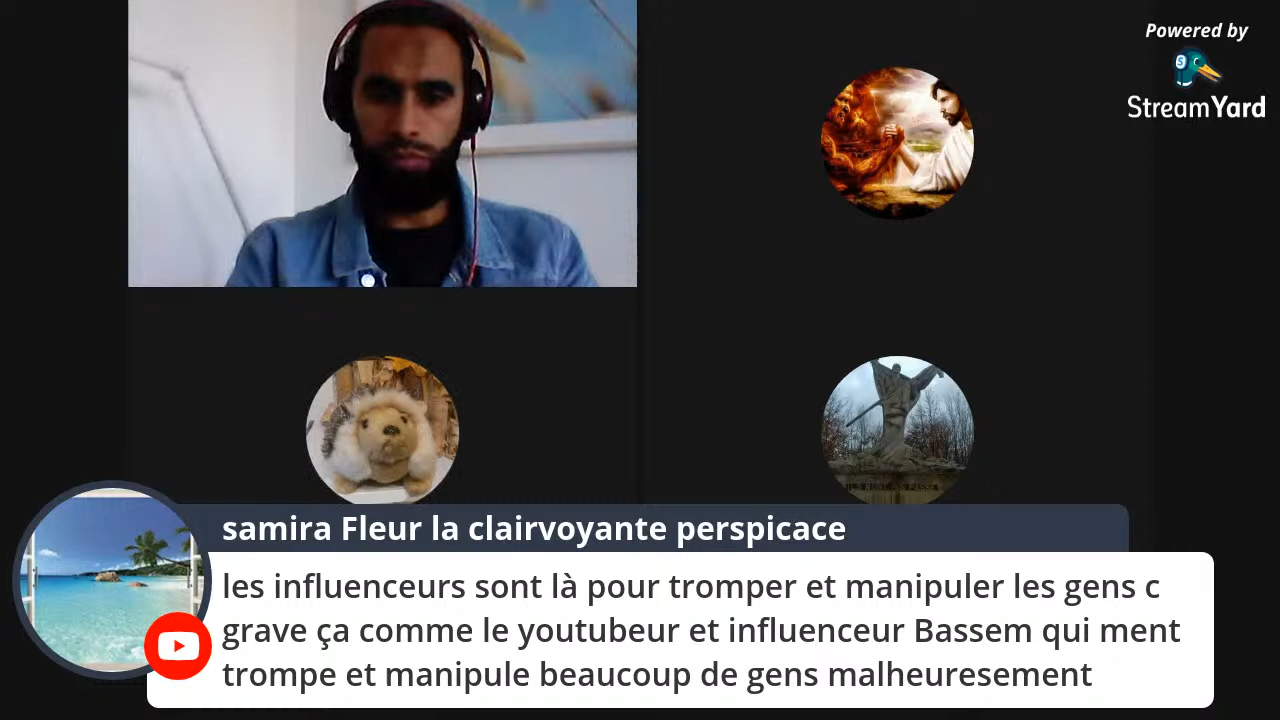 Powered by
StreamYard
samira Fleur la clairvoyante perspicace
les influenceurs sont là pour tromper et manipuler les gens c
grave ça comme le youtubeur et influenceur Bassem qui ment
trompe et manipule beaucoup de gens malheuresement